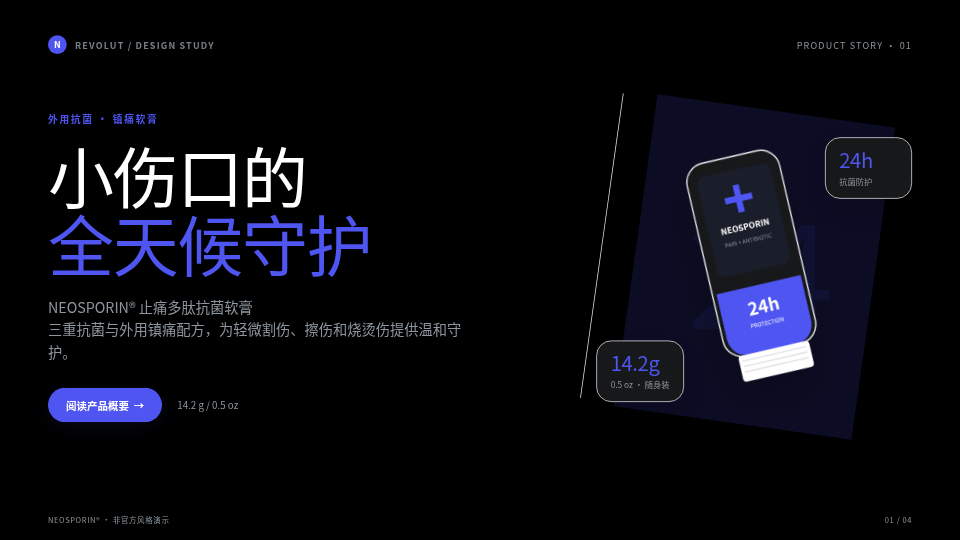 N REVOLUT / DESIGN STUDY
PRODUCT STORY · 01
外用抗菌 · 镇痛软膏
小伤口的
全天候守护
NEOSPORIN® 止痛多肽抗菌软膏
三重抗菌与外用镇痛配方，为轻微割伤、擦伤和烧烫伤提供温和守
护。
阅读产品概要 →
14.2 g / 0.5 oz
24h
抗菌防护
NEOSPORIN
PAIN + ANTIBIOTIC
24h
PROTECTION
14.2g
0.5 oz · 随身装
NEOSPORIN® · 非官方风格演示
01 / 04